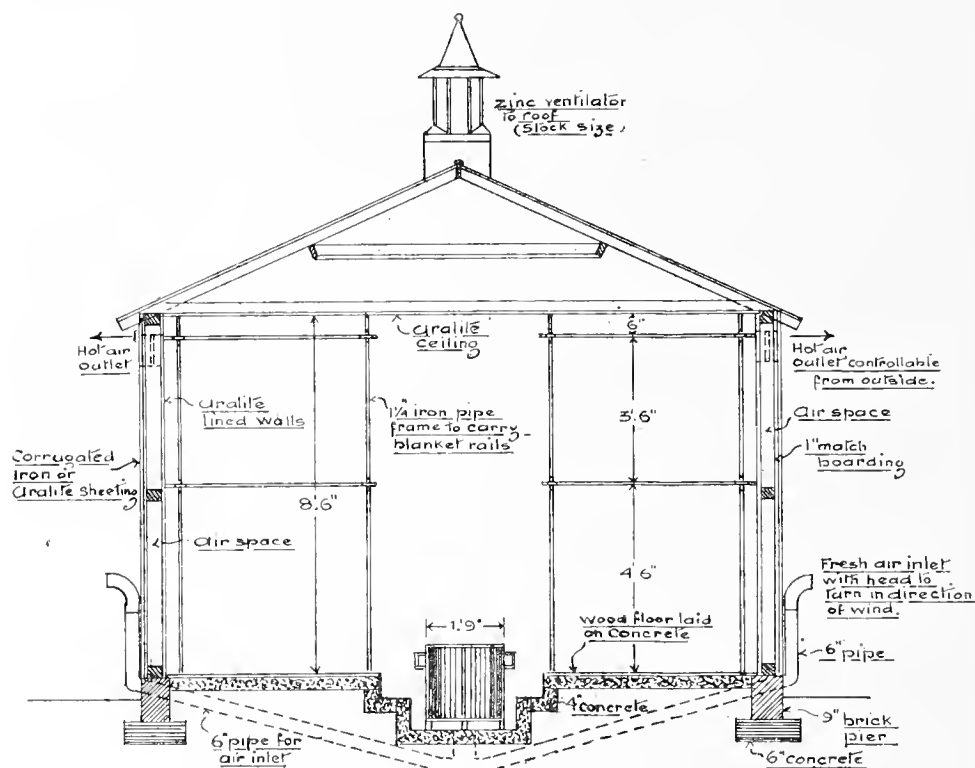 Zinc ventilator
to roof
(Stock size)
Hot air
outlet
Uralite
Ceiling
6"
Hot air
outlet controllable
from outside.
Uralite
lined walls
1¼" iron pipe
frame to carry
blanket rails
3'.6"
air space
1" match
boarding
Corrugated
Iron or
Uralite sheeting
8'.6"
air space
4'.6"
Fresh air inlet
with head to
turn in direction
of wind.
1'.9"
Wood floor laid
on Concrete
6" pipe
4" concrete
9" brick
pier
6" pipe for
air inlet
6" concrete